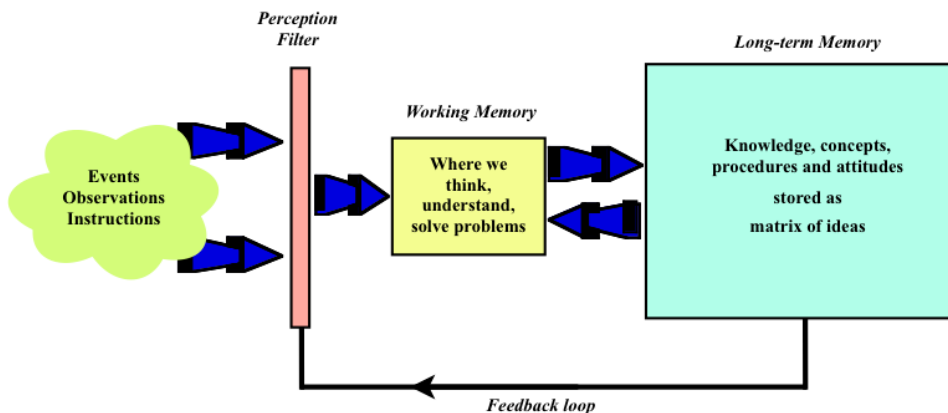 Perception
Filter
Long-term Memory
Working Memory
Events
Observations
Instructions
Where we
think,
understand,
solve problems
Knowledge, concepts,
procedures and attitudes
stored as
matrix of ideas
Feedback loop